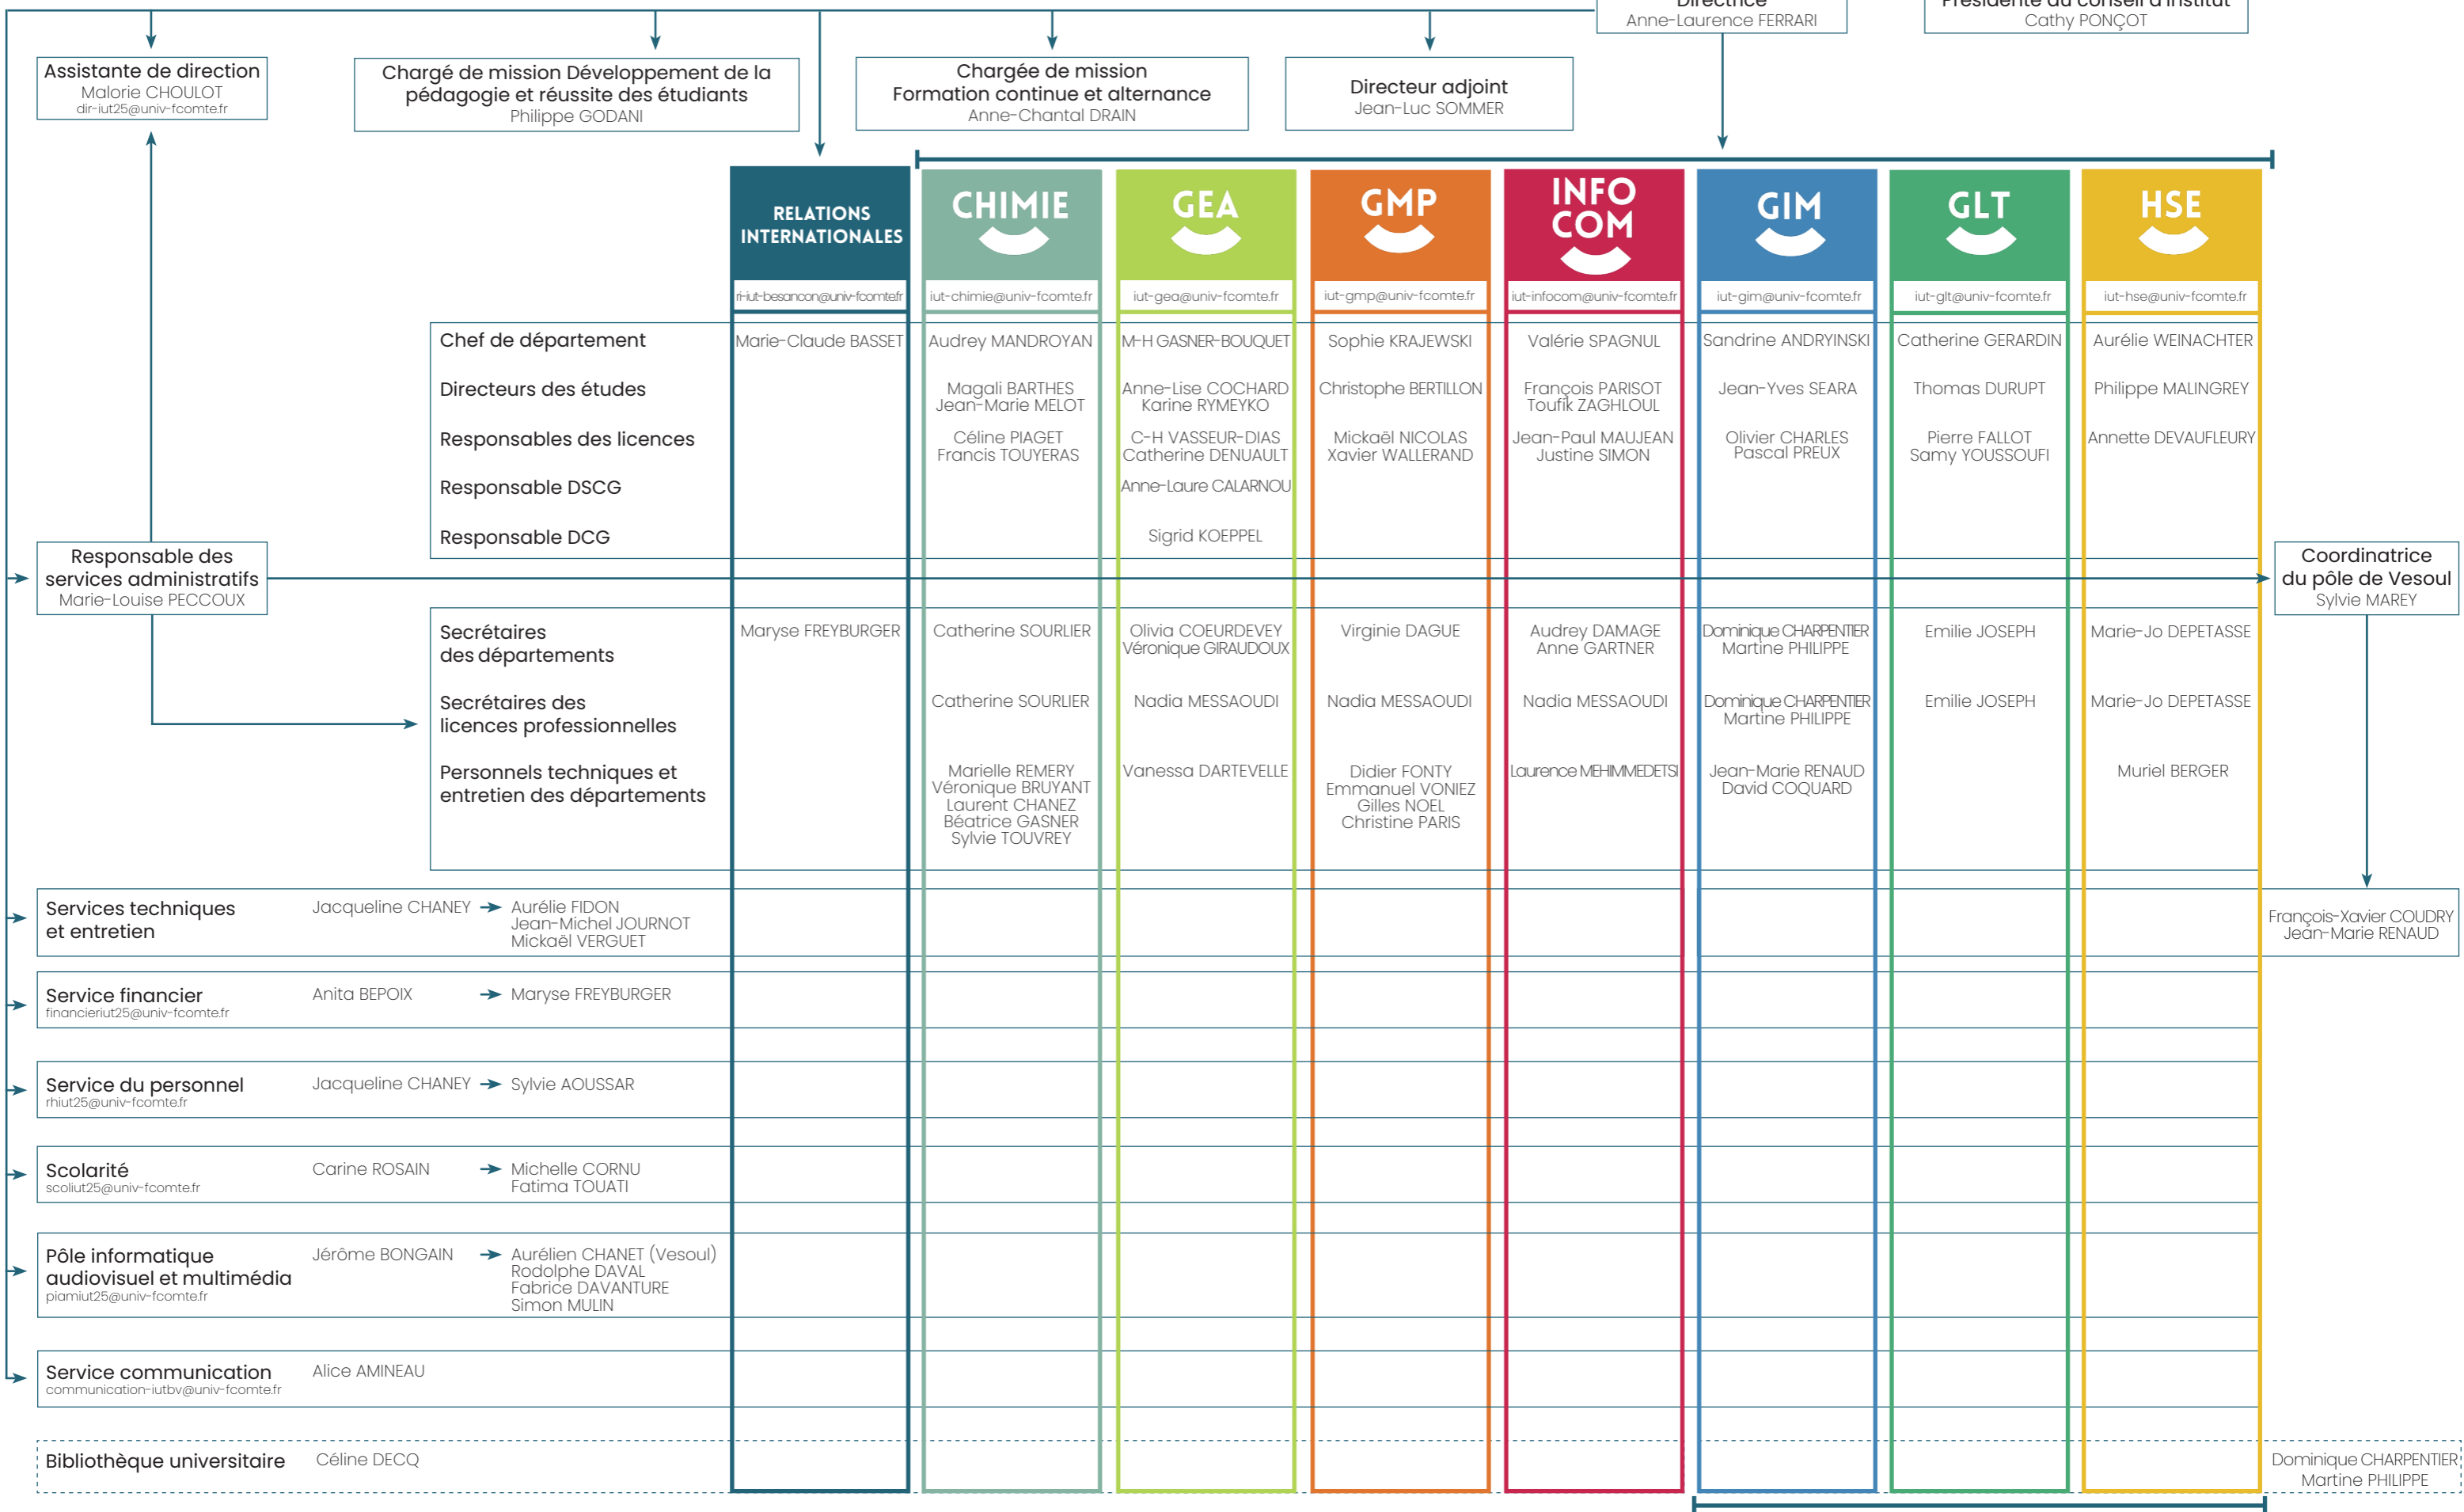 Directrice
Anne-Laurence FERRARI
Présidente du conseil d'institut
Cathy PONÇOT
Assistante de direction
Malorie CHOULOT
dir-iut25@univ-fcomte.fr
Chargé de mission Développement de la
pédagogie et réussite des étudiants
Philippe GODANI
Chargée de mission
Formation continue et alternance
Anne-Chantal DRAIN
Directeur adjoint
Jean-Luc SOMMER
RELATIONS
INTERNATIONALES
CHIMIE
GEA
GMP
INFO
COM
GIM
GLT
HSE
ri-iut-besancon@univ-fcomte.fr
iut-chimie@univ-fcomte.fr
iut-gea@univ-fcomte.fr
iut-gmp@univ-fcomte.fr
iut-infocom@univ-fcomte.fr
iut-gim@univ-fcomte.fr
iut-glt@univ-fcomte.fr
iut-hse@univ-fcomte.fr
Chef de département
Marie-Claude BASSET
Audrey MANDROYAN
M-H GASNER-BOUQUET
Sophie KRAJEWSKI
Valérie SPAGNUL
Sandrine ANDRYINSKI
Catherine GERARDIN
Aurélie WEINACHTER
Directeurs des études
Magali BARTHES
Jean-Marie MELOT
Anne-Lise COCHARD
Karine RYMEYKO
Christophe BERTILLON
François PARISOT
Toufik ZAGHLOUL
Jean-Yves SEARA
Thomas DURUPT
Philippe MALINGREY
Responsables des licences
Céline PIAGET
Francis TOUYERAS
C-H VASSEUR-DIAS
Catherine DENUAULT
Mickaël NICOLAS
Xavier WALLERAND
Jean-Paul MAUJEAN
Justine SIMON
Olivier CHARLES
Pascal PREUX
Pierre FALLOT
Samy YOUSSOUFI
Annette DEVAUFLEURY
Responsable DSCG
Anne-Laure CALARNOU
Responsable DCG
Sigrid KOEPPEL
Responsable des
services administratifs
Marie-Louise PECCOUX
Coordinatrice
du pôle de Vesoul
Sylvie MAREY
Secrétaires
des départements
Maryse FREYBURGER
Catherine SOURLIER
Olivia COEURDEVEY
Véronique GIRAUDOUX
Virginie DAGUE
Audrey DAMAGE
Anne GARTNER
Dominique CHARPENTIER
Martine PHILIPPE
Emilie JOSEPH
Marie-Jo DEPETASSE
Secrétaires des
licences professionnelles
Catherine SOURLIER
Nadia MESSAOUDI
Nadia MESSAOUDI
Nadia MESSAOUDI
Dominique CHARPENTIER
Martine PHILIPPE
Emilie JOSEPH
Marie-Jo DEPETASSE
Personnels techniques et
entretien des départements
Marielle REMERY
Véronique BRUYANT
Laurent CHANEZ
Béatrice GASNER
Sylvie TOUVREY
Vanessa DARTEVELLE
Didier FONTY
Emmanuel VONIEZ
Gilles NOEL
Christine PARIS
Laurence MEHIMMEDETSI
Jean-Marie RENAUD
David COQUARD
Muriel BERGER
Services techniques
et entretien
Jacqueline CHANEY
Aurélie FIDON
Jean-Michel JOURNOT
Mickaël VERGUET
François-Xavier COUDRY
Jean-Marie RENAUD
Service financier
financieriut25@univ-fcomte.fr
Anita BEPOIX
Maryse FREYBURGER
Service du personnel
rhiut25@univ-fcomte.fr
Jacqueline CHANEY
Sylvie AOUSSAR
Scolarité
scoliut25@univ-fcomte.fr
Carine ROSAIN
Michelle CORNU
Fatima TOUATI
Pôle informatique
audiovisuel et multimédia
piamiut25@univ-fcomte.fr
Jérôme BONGAIN
Aurélien CHANET (Vesoul)
Rodolphe DAVAL
Fabrice DAVANTURE
Simon MULIN
Service communication
communication-iutbv@univ-fcomte.fr
Alice AMINEAU
Bibliothèque universitaire
Céline DECQ
Dominique CHARPENTIER
Martine PHILIPPE